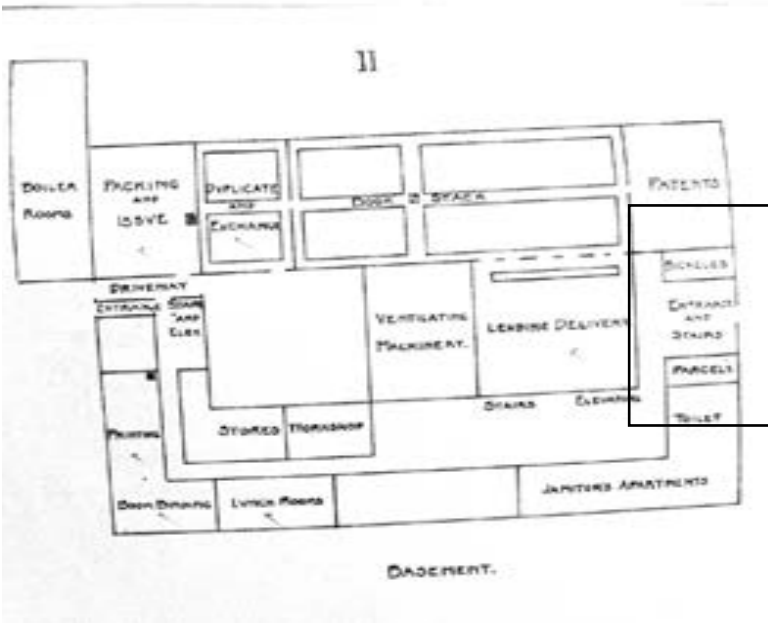 11
BOILER
ROOMS
PACKING
AND
ISSUE
DUPLICATE
AND
EXCHANGE
BOOK STACK
PATENTS
DRIVEWAY
ENTRANCE
STAIRS
AND
ELEV.
BICYCLES
ENTRANCE
AND
STAIRS
VENTILATING
MACHINERY.
LENDING DELIVERY
PARCELS
STAIRS
ELEVATOR
TOILET
STORES
WORKSHOP
PRINTING
BOOK BINDING
LUNCH ROOMS
JANITORS APARTMENTS
BASEMENT.